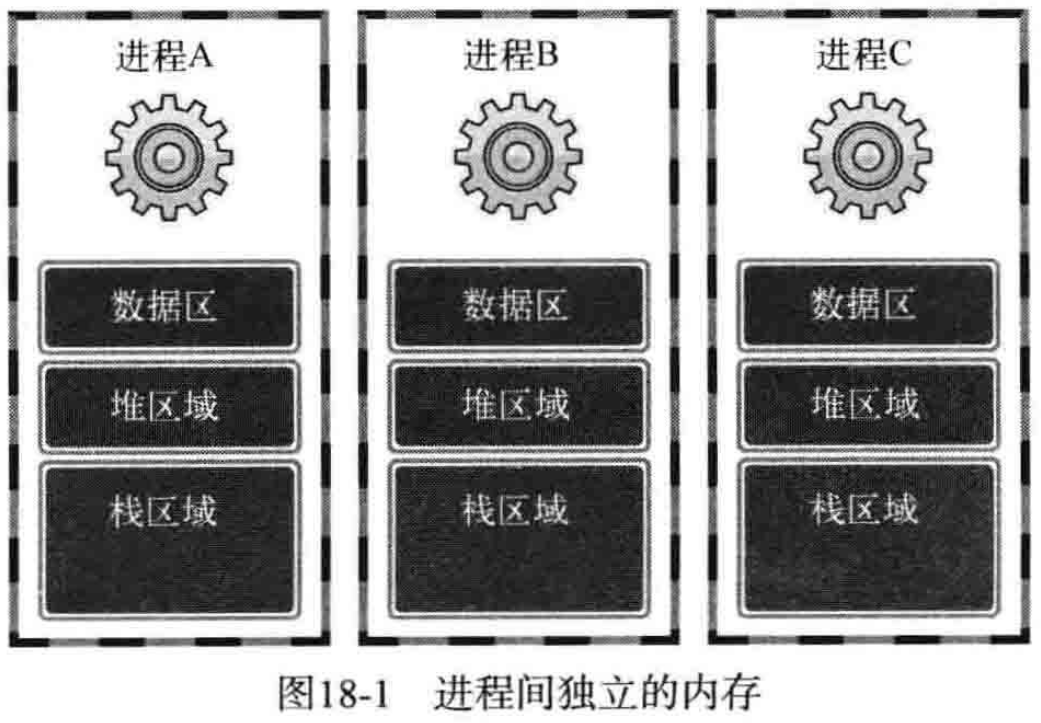 进程A 进程B 进程C
数据区 数据区 数据区
堆区域 堆区域 堆区域
栈区域 栈区域 栈区域
图18-1 进程间独立的内存